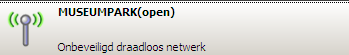 MUSEUMPARK(open)
Onbeveiligd draadloos netwerk